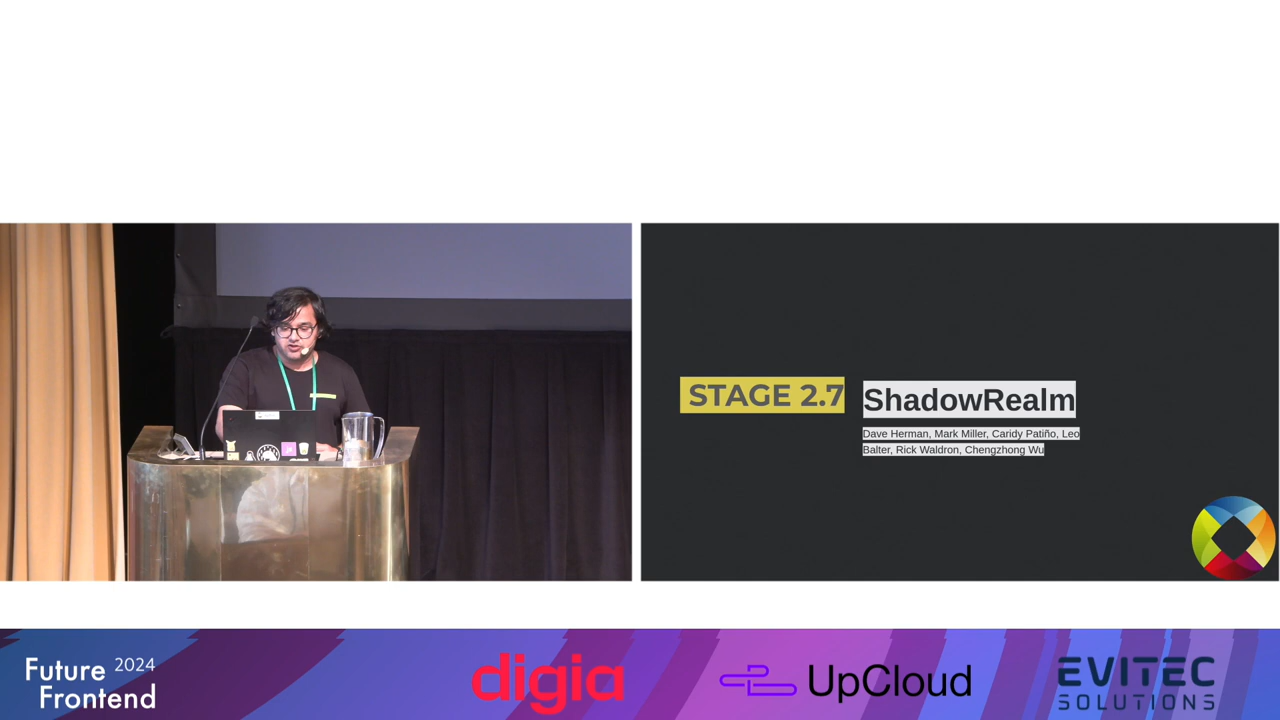 STAGE 2.7
ShadowRealm
Dave Herman, Mark Miller, Caridy Patiño, Leo
Balter, Rick Waldron, Chengzhong Wu
Future 2024
Frontend
digia
UpCloud
EVITEC
SOLUTIONS